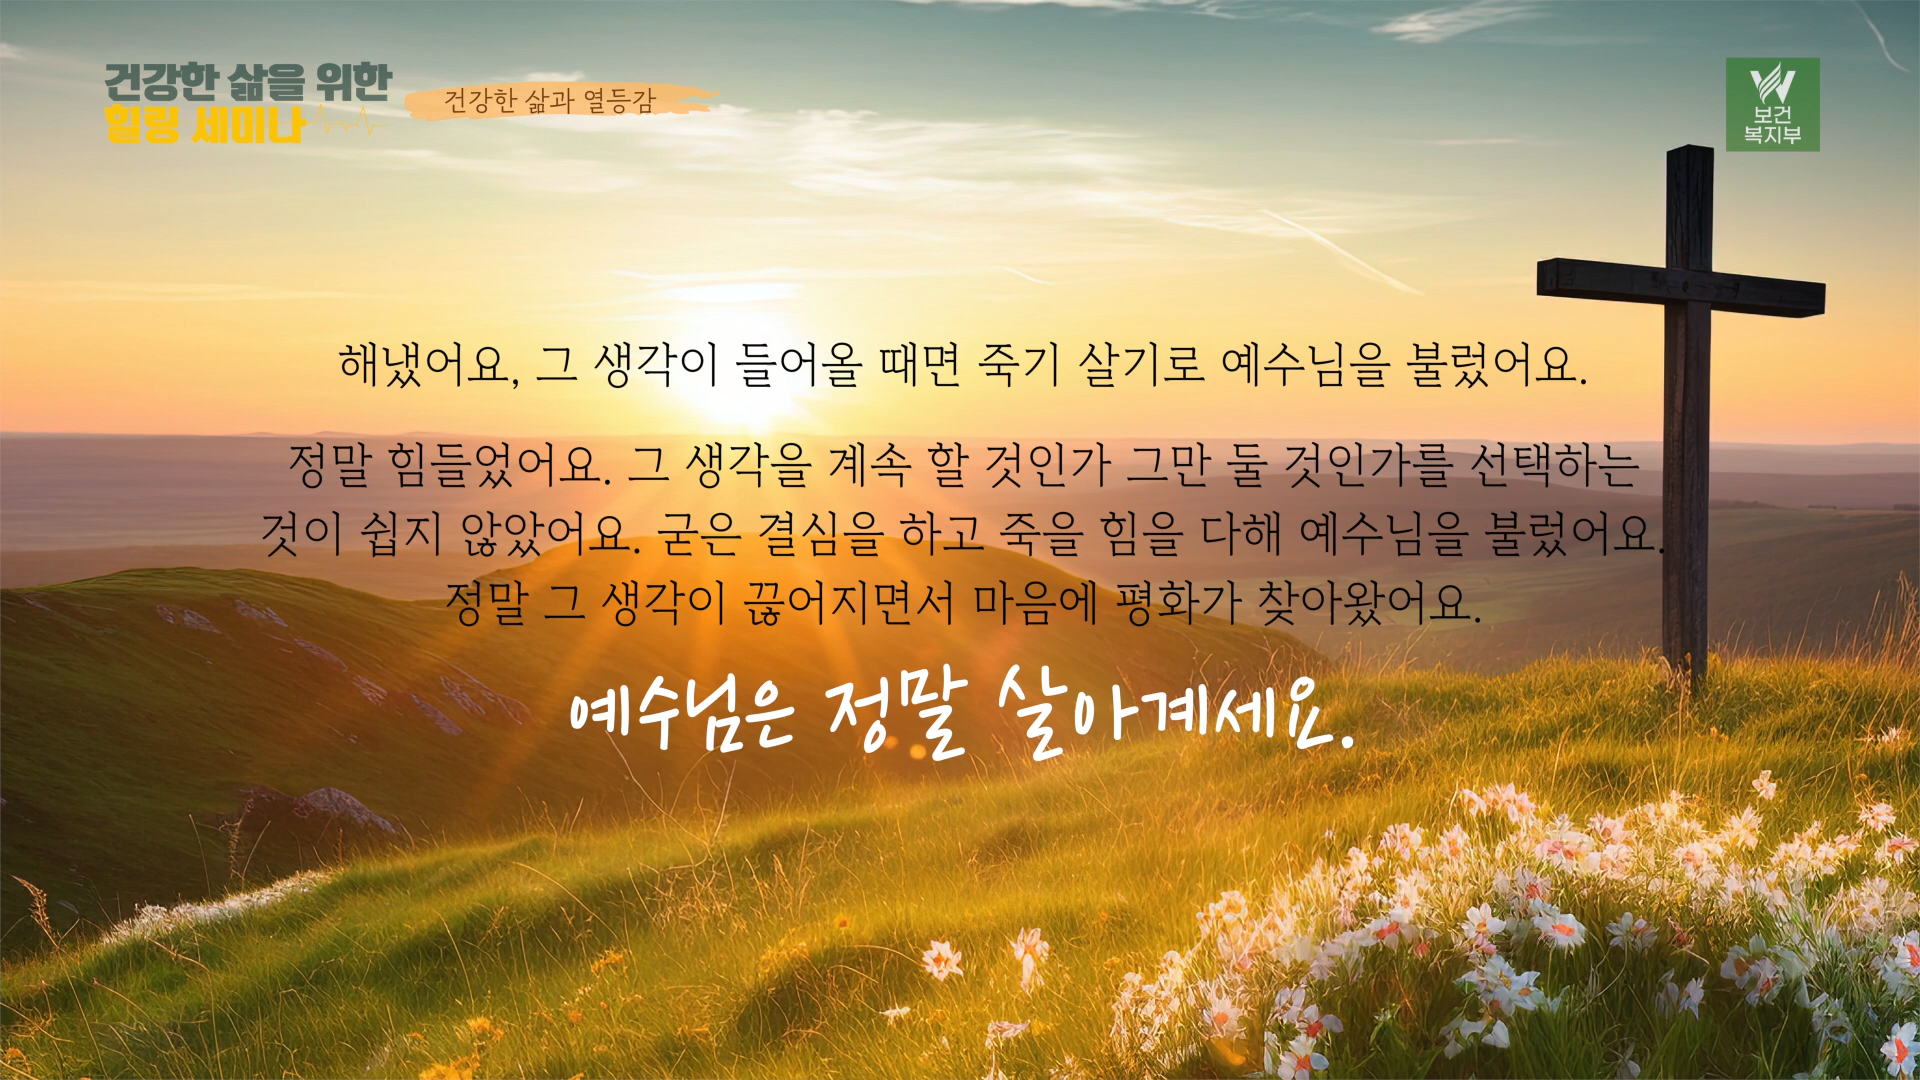 건강한 삶을 위한
힐링 세미나
건강한 삶과 열등감
보건
복지부
해냈어요, 그 생각이 들어올 때면 죽기 살기로 예수님을 불렀어요.
정말 힘들었어요. 그 생각을 계속 할 것인가 그만 둘 것인가를 선택하는
것이 쉽지 않았어요. 굳은 결심을 하고 죽을 힘을 다해 예수님을 불렀어요.
정말 그 생각이 끊어지면서 마음에 평화가 찾아왔어요.
예수님은 정말 살아계세요.